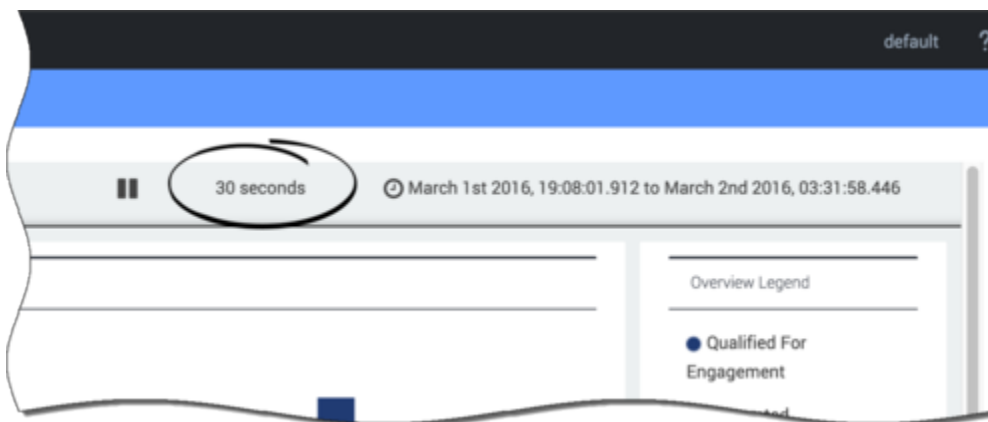 default ?
30 seconds March 1st 2016, 19:08:01.912 to March 2nd 2016, 03:31:58.446
Overview Legend
Qualified For
Engagement